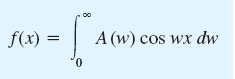 f(x) = ∫₀^∞ A (w) cos wx dw